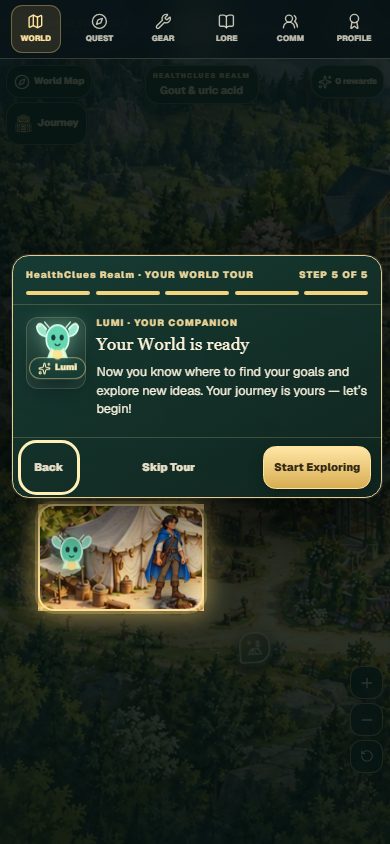 WORLD
QUEST
GEAR
LORE
COMM
PROFILE
World Map
HEALTHCLUES REALM
Gout & uric acid
0 rewards
Journey
HealthClues Realm · YOUR WORLD TOUR
STEP 5 OF 5
LUMI · YOUR COMPANION
Your World is ready
Lumi
Now you know where to find your goals and
explore new ideas. Your journey is yours — let's
begin!
Back
Skip Tour
Start Exploring